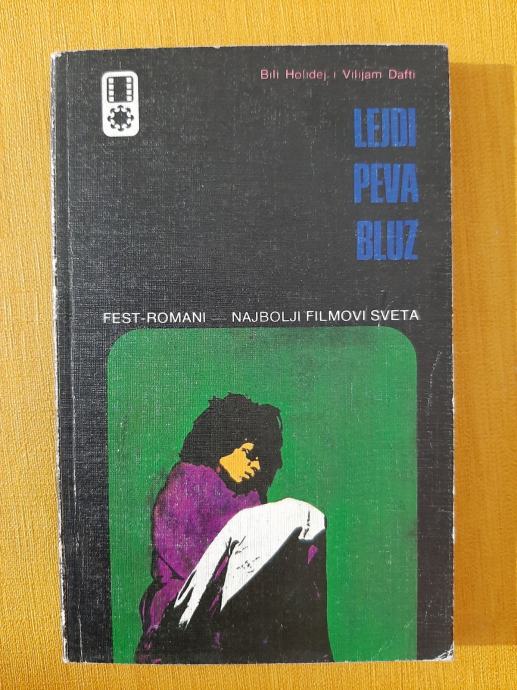 Bili Holidej i Vilijam Dafti
LEJDI
PEVA
BLUZ
FEST-ROMANI — NAJBOLJI FILMOVI SVETA